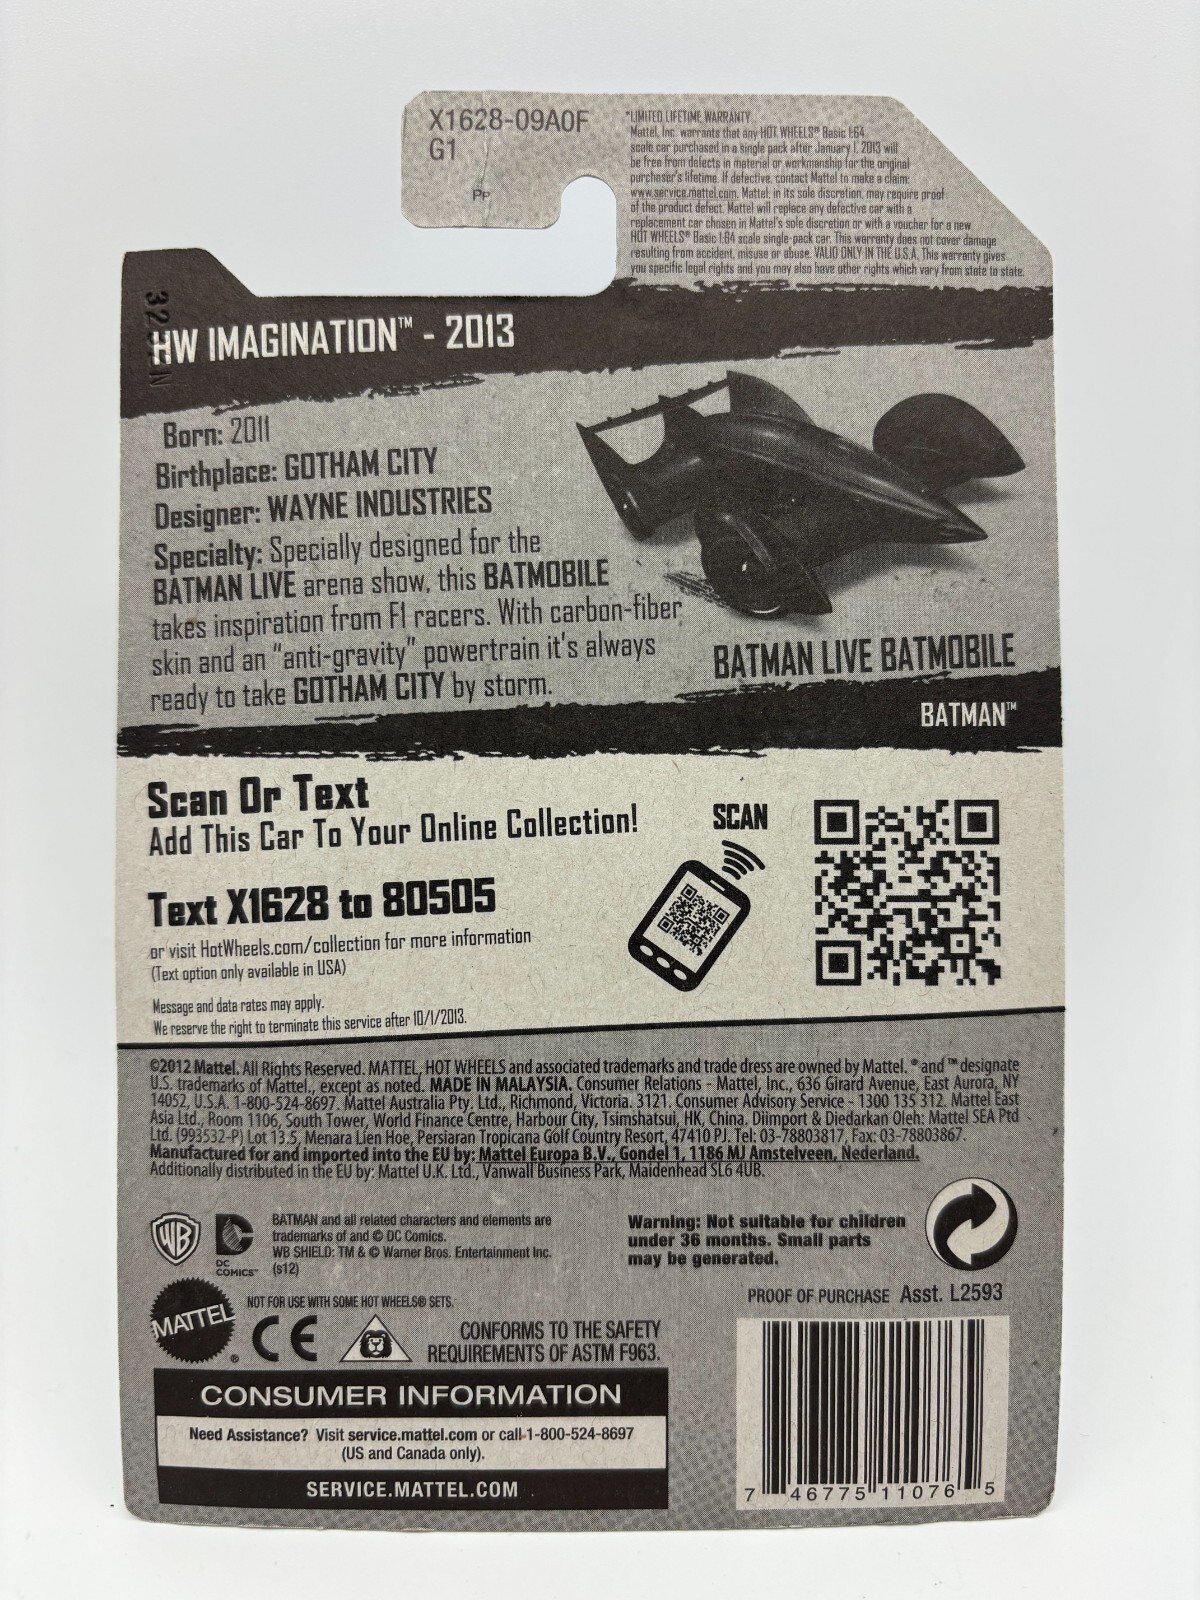 X1628-09A0F
G1
PP
*LIMITED LIFETIME WARRANTY
Mattel, Inc. warrants that any HOT WHEELS® Basic 1:64
scale car purchased in a single pack after January 1, 2013 will
be free from defects in material or workmanship for the original
purchaser's lifetime. If defective, contact Mattel to make a claim:
www.service.mattel.com. Mattel, in its sole discretion, may require proof
of the product defect. Mattel will replace any defective car with a
replacement car chosen in Mattel's sole discretion or with a voucher for a new
HOT WHEELS® Basic 1:64 scale single-pack car. This warranty does not cover damage
resulting from accident, misuse or abuse. VALID ONLY IN THE U.S.A. This warranty gives
you specific legal rights and you may also have other rights which vary from state to state.
HW IMAGINATION™ - 2013
Born: 2011
Birthplace: GOTHAM CITY
Designer: WAYNE INDUSTRIES
Specialty: Specially designed for the
BATMAN LIVE arena show, this BATMOBILE
takes inspiration from F1 racers. With carbon-fiber
skin and an "anti-gravity" powertrain it's always
ready to take GOTHAM CITY by storm.
BATMAN LIVE BATMOBILE
BATMAN™
Scan Or Text
Add This Car To Your Online Collection!
SCAN
Text X1628 to 80505
or visit HotWheels.com/collection for more information
(Text option only available in USA)
Message and data rates may apply.
We reserve the right to terminate this service after 10/1/2013.
©2012 Mattel. All Rights Reserved. MATTEL, HOT WHEELS and associated trademarks and trade dress are owned by Mattel. ® and ™ designate
U.S. trademarks of Mattel., except as noted. MADE IN MALAYSIA. Consumer Relations - Mattel, Inc., 636 Girard Avenue, East Aurora, NY
14052, U.S.A. 1-800-524-8697. Mattel Australia Pty. Ltd., Richmond, Victoria. 3121. Consumer Advisory Service - 1300 135 312. Mattel East
Asia Ltd., Room 1106, South Tower, World Finance Centre, Harbour City, Tsimshatsui, HK, China. Diimport & Diedarkan Oleh: Mattel SEA Ptd
Ltd. (993532-P) Lot 13.5, Menara Lien Hoe, Persiaran Tropicana Golf Country Resort, 47410 PJ. Tel: 03-78803817, Fax: 03-78803867.
Manufactured for and imported into the EU by: Mattel Europa B.V., Gondel 1, 1186 MJ Amstelveen, Nederland.
Additionally distributed in the EU by: Mattel U.K. Ltd., Vanwall Business Park, Maidenhead SL6 4UB.
WB
DC
COMICS™
BATMAN and all related characters and elements are
trademarks of and © DC Comics.
WB SHIELD: TM & © Warner Bros. Entertainment Inc.
(s12)
Warning: Not suitable for children
under 36 months. Small parts
may be generated.
PROOF OF PURCHASE Asst. L2593
MATTEL®
NOT FOR USE WITH SOME HOT WHEELS® SETS.
CE
CONFORMS TO THE SAFETY
REQUIREMENTS OF ASTM F963.
CONSUMER INFORMATION
Need Assistance? Visit service.mattel.com or call 1-800-524-8697
(US and Canada only).
SERVICE.MATTEL.COM
7 46775 11076 5